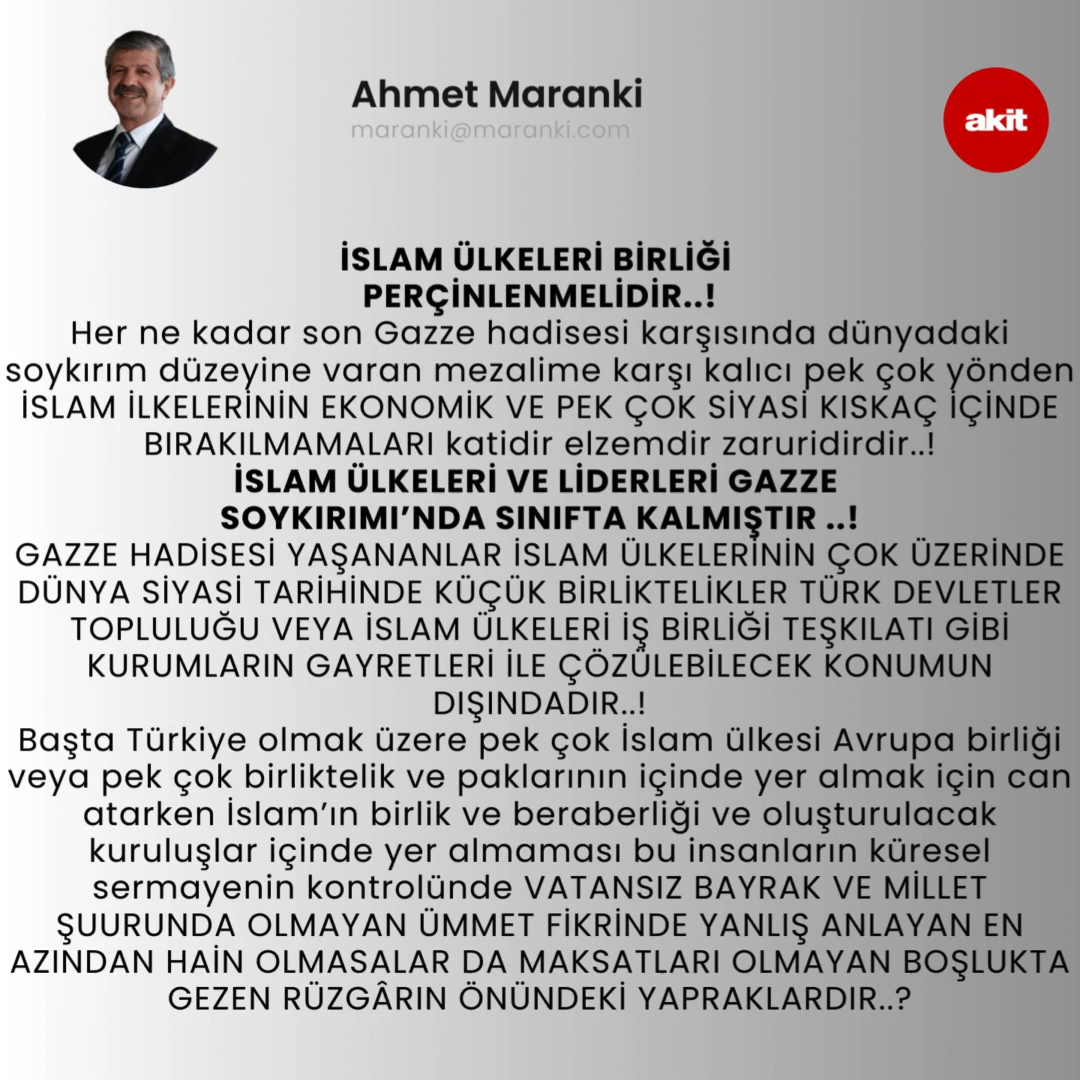 Ahmet Maranki
maranki@maranki.com
akit
İSLAM ÜLKELERİ BİRLİĞİ
PERÇİNLENMELİDİR..!
Her ne kadar son Gazze hadisesi karşısında dünyadaki
soykırım düzeyine varan mezalime karşı kalıcı pek çok yönden
İSLAM İLKELERİNİN EKONOMİK VE PEK ÇOK SİYASİ KISKAÇ İÇİNDE
BIRAKILMAMALARI katidir elzemdir zaruridirdir..!
İSLAM ÜLKELERİ VE LİDERLERİ GAZZE
SOYKIRIMI’NDA SINIFTA KALMIŞTIR ..!
GAZZE HADİSESİ YAŞANANLAR İSLAM ÜLKELERİNİN ÇOK ÜZERİNDE
DÜNYA SİYASİ TARİHİNDE KÜÇÜK BİRLİKTELİKLER TÜRK DEVLETLER
TOPLULUĞU VEYA İSLAM ÜLKELERİ İŞ BİRLİĞİ TEŞKILATI GİBİ
KURUMLARIN GAYRETLERİ İLE ÇÖZÜLEBİLECEK KONUMUN
DIŞINDADIR..!
Başta Türkiye olmak üzere pek çok İslam ülkesi Avrupa birliği
veya pek çok birliktelik ve paklarının içinde yer almak için can
atarken İslam’ın birlik ve beraberliği ve oluşturulacak
kuruluşlar içinde yer almaması bu insanların küresel
sermayenin kontrolünde VATANSIZ BAYRAK VE MİLLET
ŞUURUNDA OLMAYAN ÜMMET FİKRİNDE YANLIŞ ANLAYAN EN
AZINDAN HAİN OLMASALAR DA MAKSATLARI OLMAYAN BOŞLUKTA
GEZEN RÜZGÂRIN ÖNÜNDEKİ YAPRAKLARDIR..?